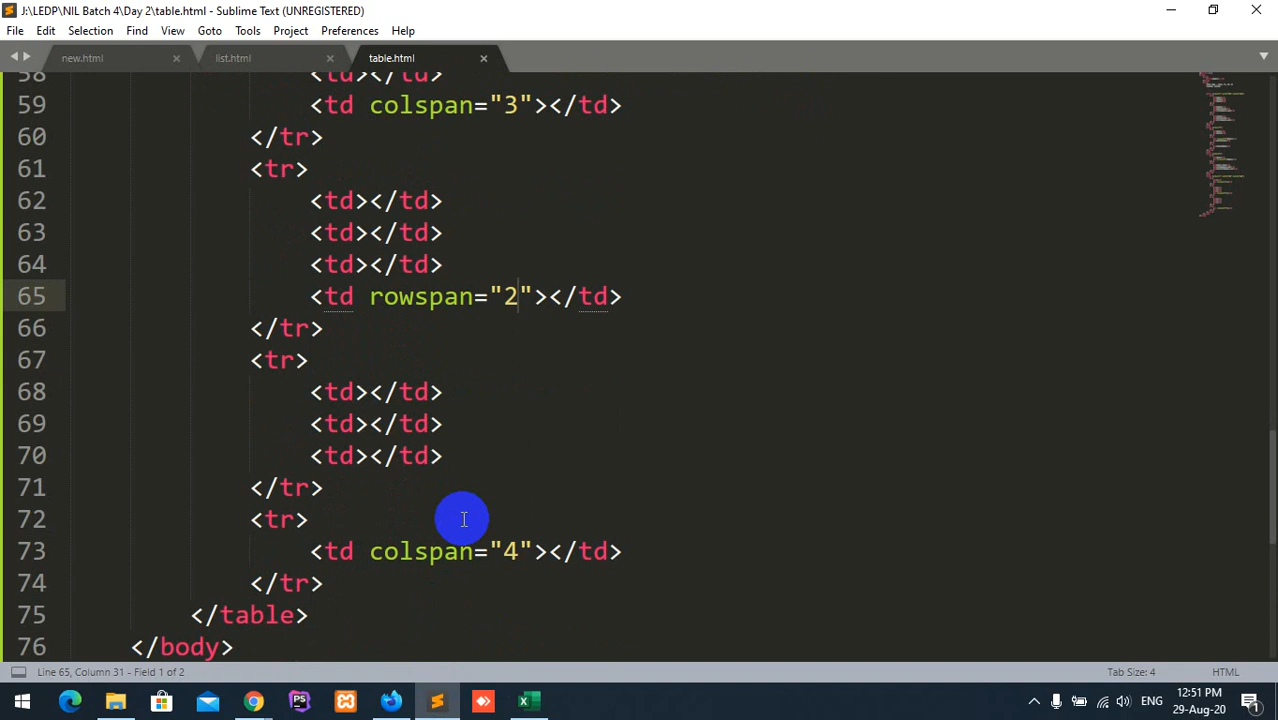 J:\LEDP\NIL Batch 4\Day 2\table.html - Sublime Text (UNREGISTERED)
File Edit Selection Find View Goto Tools Project Preferences Help
new.html list.html table.html
58 <td></td>
59 <td colspan="3"></td>
60 </tr>
61 <tr>
62 <td></td>
63 <td></td>
64 <td></td>
65 <td rowspan="2"></td>
66 </tr>
67 <tr>
68 <td></td>
69 <td></td>
70 <td></td>
71 </tr>
72 <tr>
73 <td colspan="4"></td>
74 </tr>
75 </table>
76 </body>
Line 65, Column 31 - Field 1 of 2 Tab Size: 4 HTML
12:51 PM
ENG
29-Aug-20